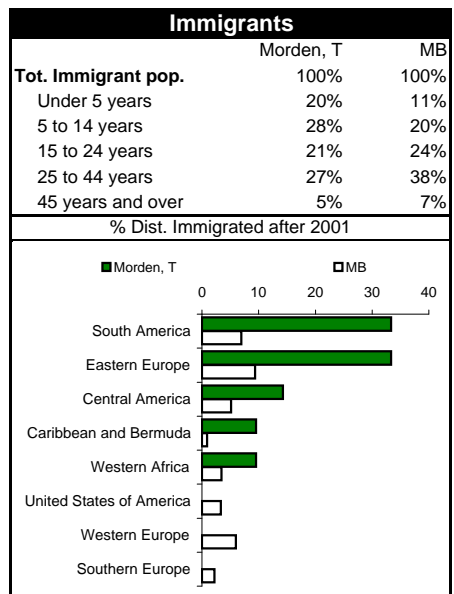 Immigrants
Morden, T MB
Tot. Immigrant pop. 100% 100%
Under 5 years 20% 11%
5 to 14 years 28% 20%
15 to 24 years 21% 24%
25 to 44 years 27% 38%
45 years and over 5% 7%
% Dist. Immigrated after 2001
Morden, T MB
0 10 20 30 40
South America
Eastern Europe
Central America
Caribbean and Bermuda
Western Africa
United States of America
Western Europe
Southern Europe